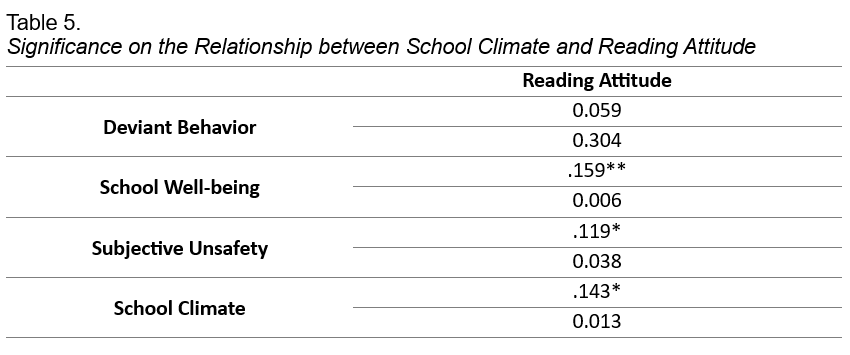 Table 5.
Significance on the Relationship between School Climate and Reading Attitude
Reading Attitude
Deviant Behavior
0.059
0.304
School Well-being
.159**
0.006
Subjective Unsafety
.119*
0.038
School Climate
.143*
0.013